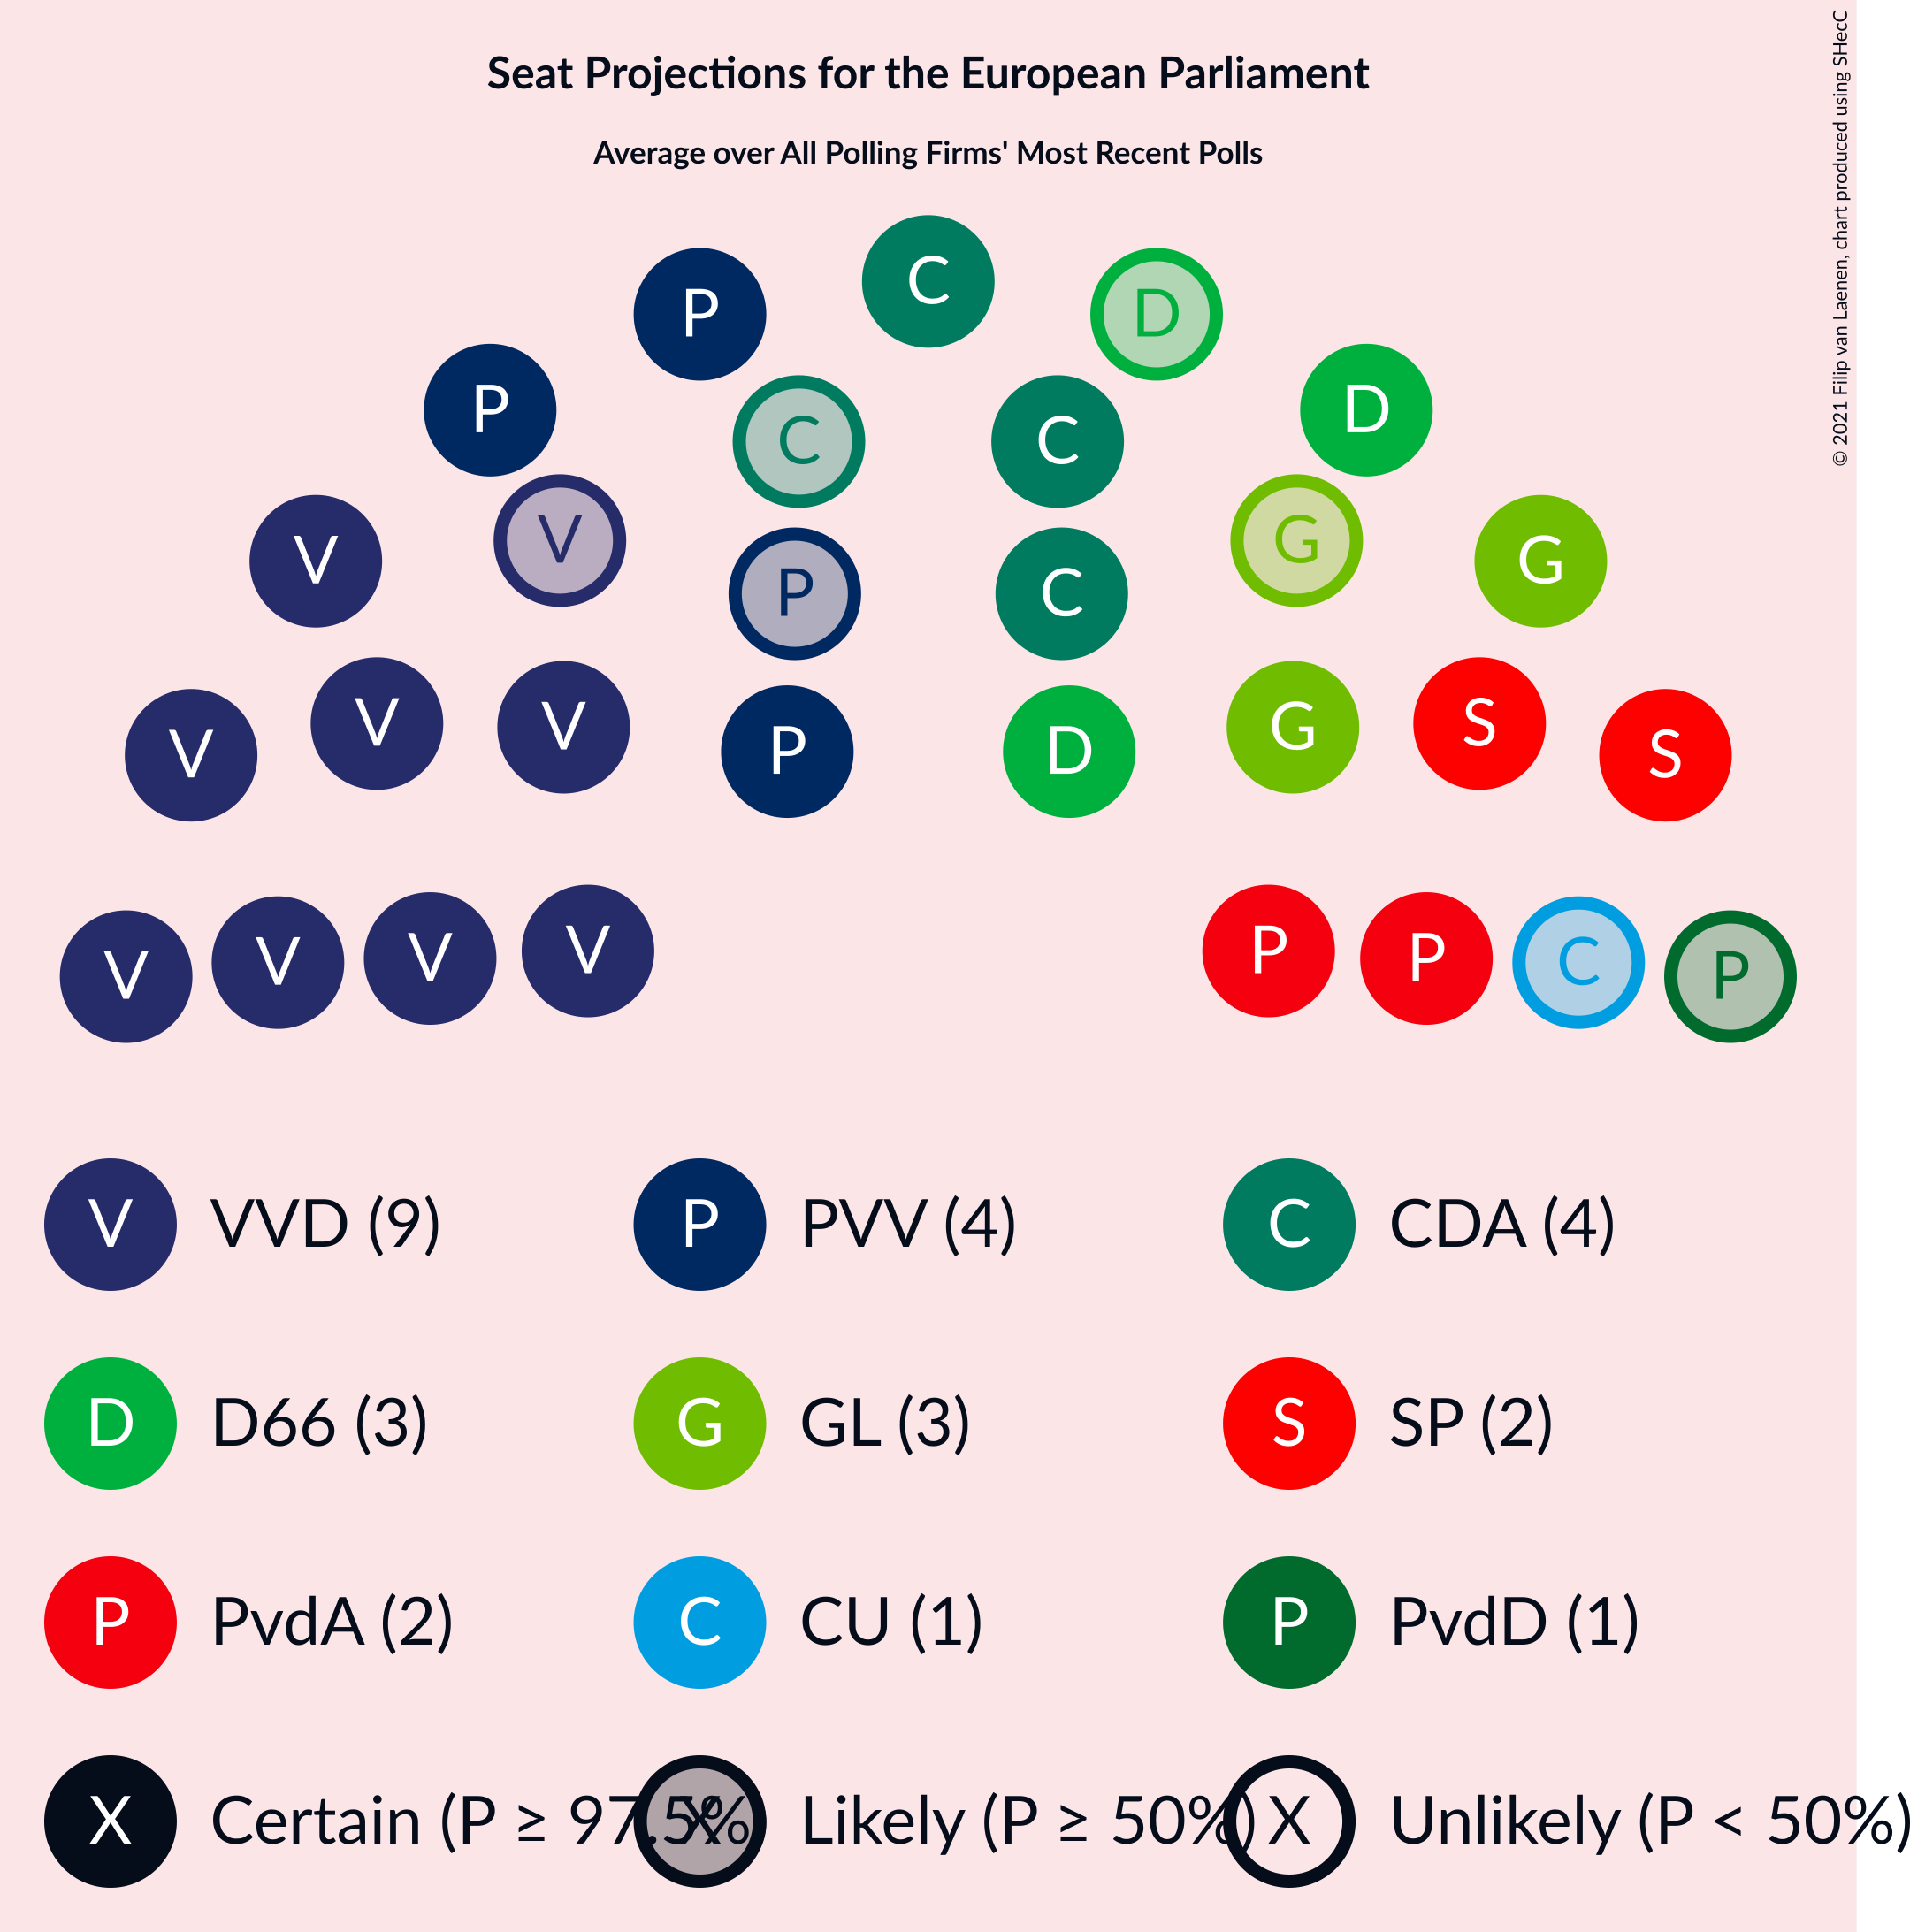 Seat Projections for the European Parliament
Average over All Polling Firms' Most Recent Polls
© 2021 Filip van Laenen, chart produced using SHecC
C
P D
P D
C C
V G
V G
P C
V V S S
V G
P D
V V V V P P C P
V VVD (9) P PVV (4) C CDA (4)
D D66 (3) G GL (3) S SP (2)
P PvdA (2) C CU (1) P PvdD (1)
X Certain (P ≥ 97.5%) X Likely (P ≥ 50%) X Unlikely (P < 50%)